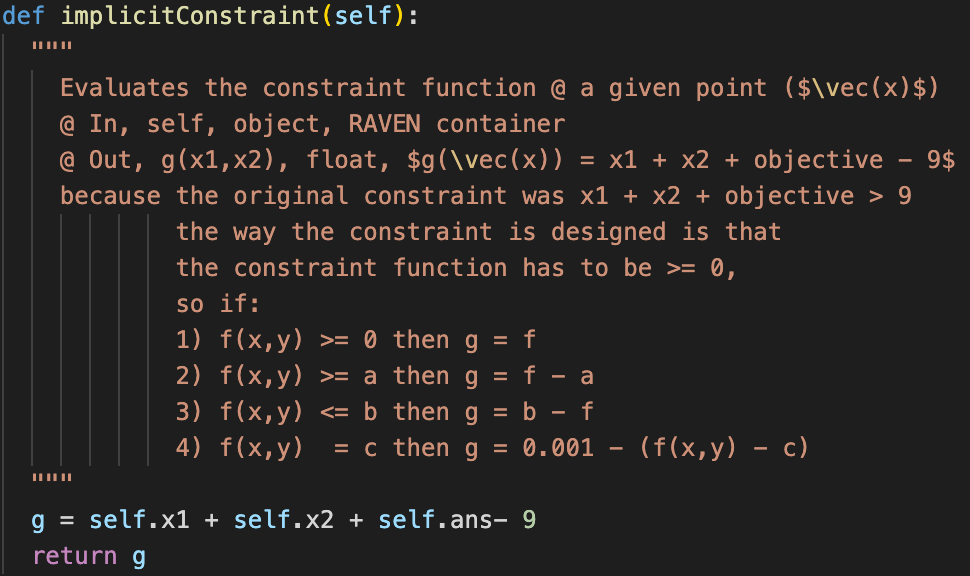 def implicitConstraint(self):
"""
Evaluates the constraint function @ a given point ($\vec(x)$)
@ In, self, object, RAVEN container
@ Out, g(x1,x2), float, $g(\vec(x)) = x1 + x2 + objective - 9$
because the original constraint was x1 + x2 + objective > 9
the way the constraint is designed is that
the constraint function has to be >= 0,
so if:
1) f(x,y) >= 0 then g = f
2) f(x,y) >= a then g = f - a
3) f(x,y) <= b then g = b - f
4) f(x,y)  = c then g = 0.001 - (f(x,y) - c)
"""
g = self.x1 + self.x2 + self.ans- 9
return g